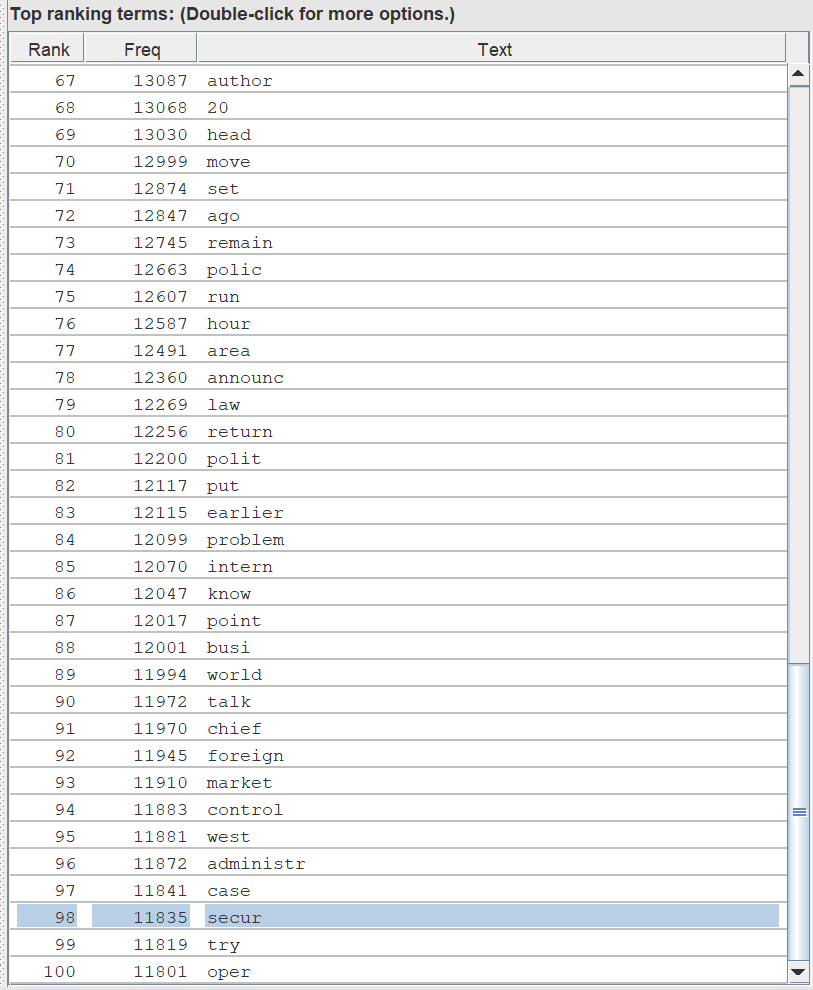 Top ranking terms: (Double-click for more options.)
Rank Freq Text
67 13087 author
68 13068 20
69 13030 head
70 12999 move
71 12874 set
72 12847 ago
73 12745 remain
74 12663 polic
75 12607 run
76 12587 hour
77 12491 area
78 12360 announc
79 12269 law
80 12256 return
81 12200 polit
82 12117 put
83 12115 earlier
84 12099 problem
85 12070 intern
86 12047 know
87 12017 point
88 12001 busi
89 11994 world
90 11972 talk
91 11970 chief
92 11945 foreign
93 11910 market
94 11883 control
95 11881 west
96 11872 administr
97 11841 case
98 11835 secur
99 11819 try
100 11801 oper